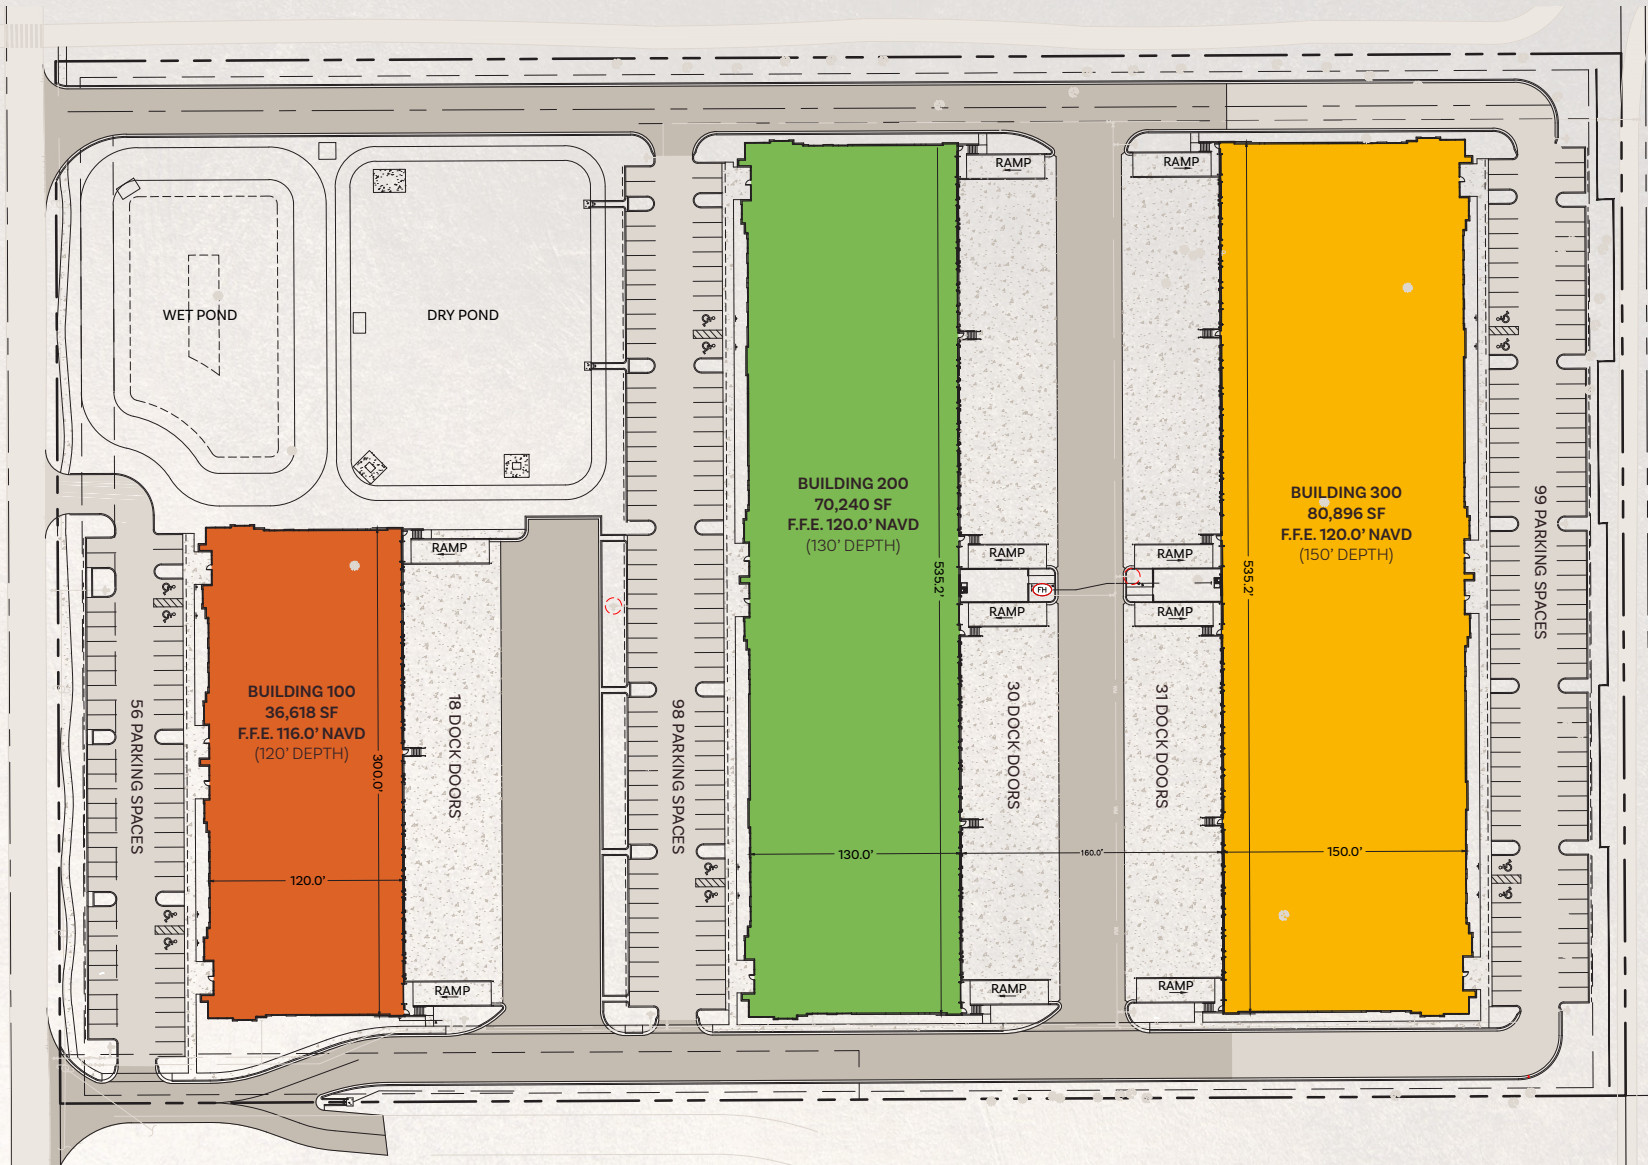 RAMP
RAMP
WET POND
DRY POND
BUILDING 200
70,240 SF
F.F.E. 120.0' NAVD
(130' DEPTH)
BUILDING 300
80,896 SF
F.F.E. 120.0' NAVD
(150' DEPTH)
99 PARKING SPACES
RAMP
RAMP
RAMP
535.2'
535.2'
FH
RAMP
RAMP
BUILDING 100
36,618 SF
F.F.E. 116.0' NAVD
(120' DEPTH)
300.0'
56 PARKING SPACES
18 DOCK DOORS
98 PARKING SPACES
30 DOCK DOORS
31 DOCK DOORS
120.0'
130.0'
160.0'
150.0'
RAMP
RAMP
RAMP